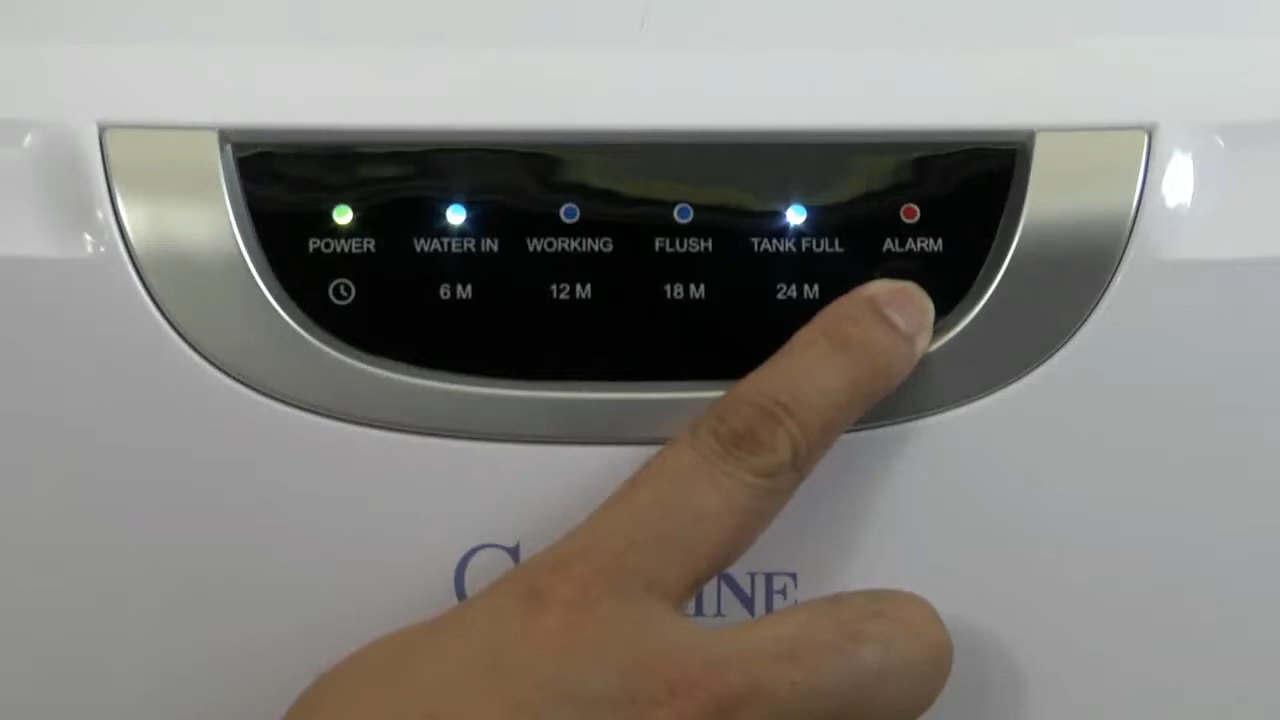 POWER WATER IN WORKING FLUSH TANK FULL ALARM
6 M 12 M 18 M 24 M